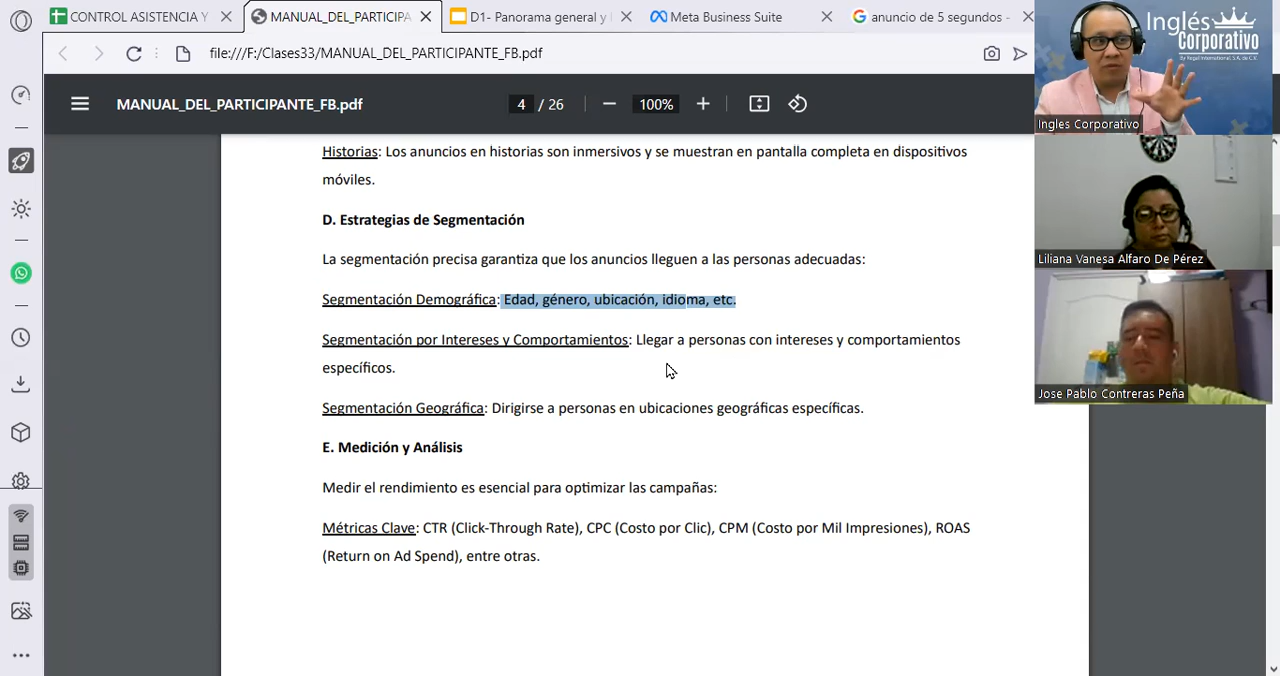 CONTROL ASISTENCIA Y
MANUAL_DEL_PARTICIPA
D1- Panorama general y
Meta Business Suite
anuncio de 5 segundos -
file:///F:/Clases33/MANUAL_DEL_PARTICIPANTE_FB.pdf
MANUAL_DEL_PARTICIPANTE_FB.pdf
4 / 26
100%
Historias: Los anuncios en historias son inmersivos y se muestran en pantalla completa en dispositivos
móviles.
D. Estrategias de Segmentación
La segmentación precisa garantiza que los anuncios lleguen a las personas adecuadas:
Segmentación Demográfica: Edad, género, ubicación, idioma, etc.
Segmentación por Intereses y Comportamientos: Llegar a personas con intereses y comportamientos
específicos.
Segmentación Geográfica: Dirigirse a personas en ubicaciones geográficas específicas.
E. Medición y Análisis
Medir el rendimiento es esencial para optimizar las campañas:
Métricas Clave: CTR (Click-Through Rate), CPC (Costo por Clic), CPM (Costo por Mil Impresiones), ROAS
(Return on Ad Spend), entre otras.
Inglés
Corporativo
By Regal International, S.A. de C.V.
Ingles Corporativo
Liliana Vanesa Alfaro De Pérez
Jose Pablo Contreras Peña